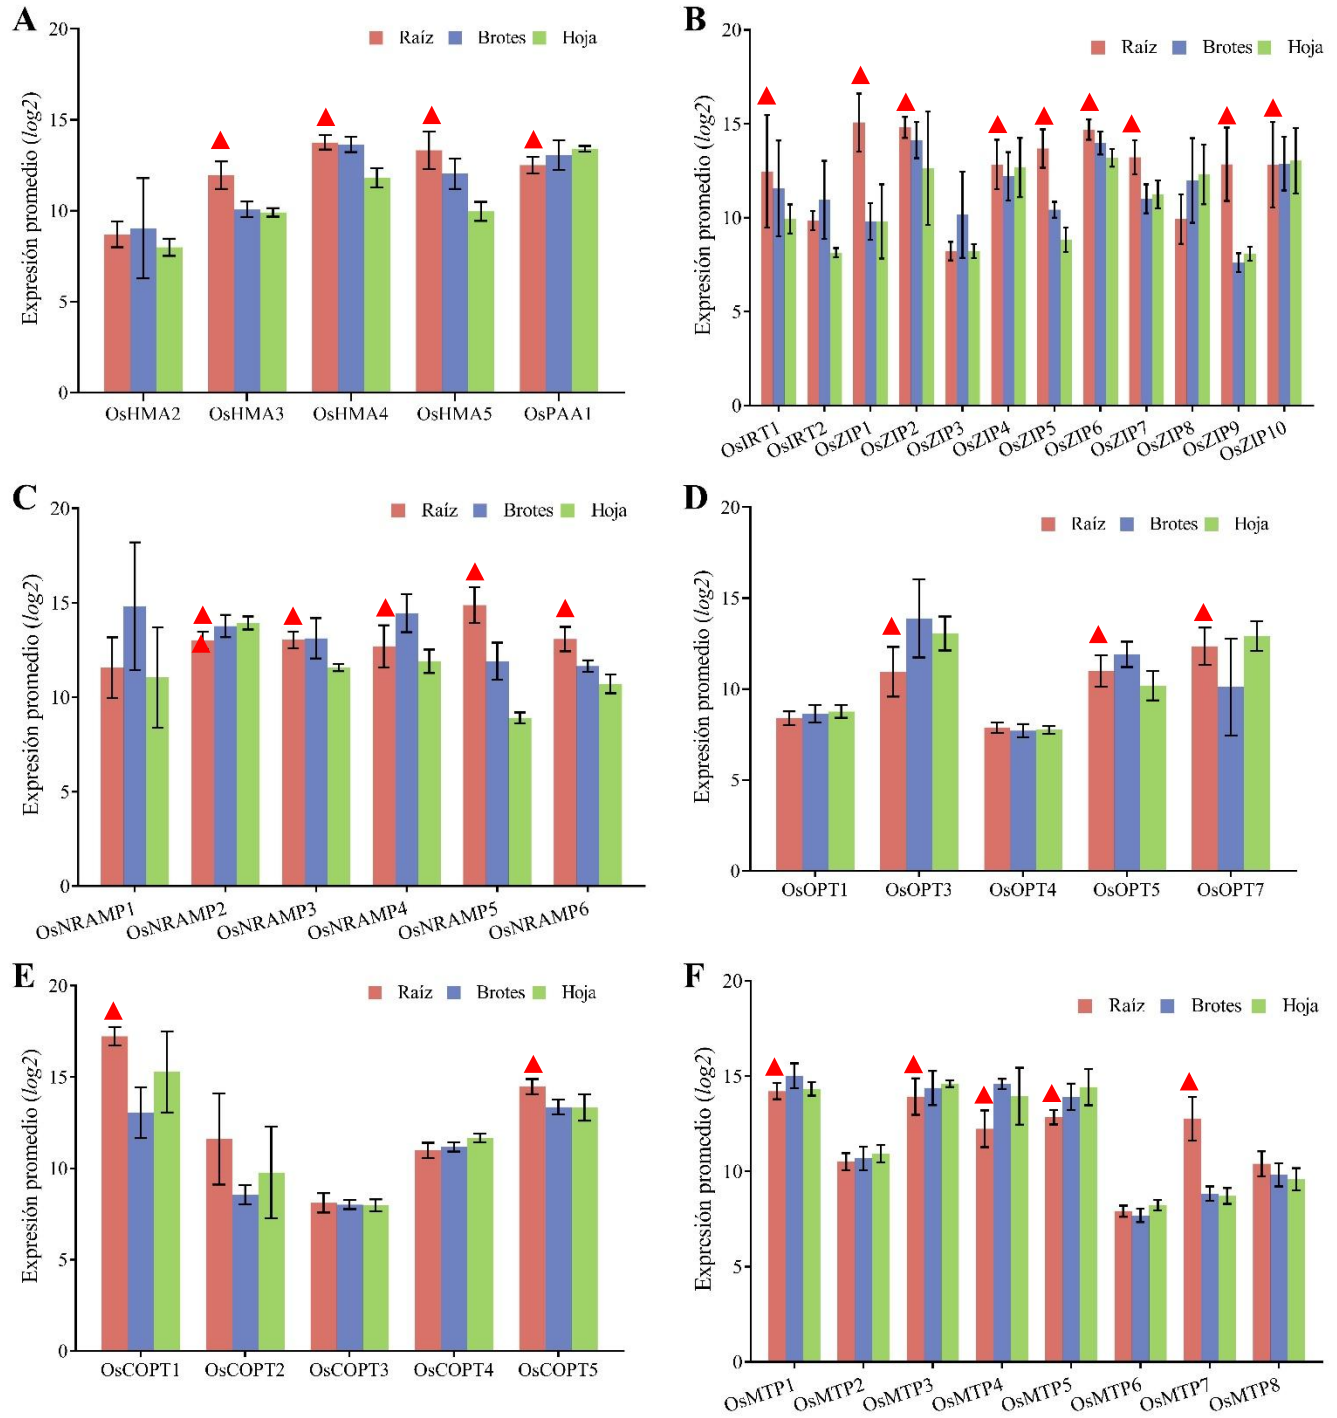 A
Raíz Brotes Hoja
Expresión promedio (log2)
20
15
10
5
0
OsHMA2 OsHMA3 OsHMA4 OsHMA5 OsPAA1
B
Raíz Brotes Hoja
Expresión promedio (log2)
20
15
10
5
0
OsIRT1 OsIRT2 OsZIP1 OsZIP2 OsZIP3 OsZIP4 OsZIP5 OsZIP6 OsZIP7 OsZIP8 OsZIP9 OsZIP10
C
Raíz Brotes Hoja
Expresión promedio (log2)
20
15
10
5
0
OsNRAMP1 OsNRAMP2 OsNRAMP3 OsNRAMP4 OsNRAMP5 OsNRAMP6
D
Raíz Brotes Hoja
Expresión promedio (log2)
20
15
10
5
0
OsOPT1 OsOPT3 OsOPT4 OsOPT5 OsOPT7
E
Raíz Brotes Hoja
Expresión promedio (log2)
20
15
10
5
0
OsCOPT1 OsCOPT2 OsCOPT3 OsCOPT4 OsCOPT5
F
Raíz Brotes Hoja
Expresión promedio (log2)
20
15
10
5
0
OsMTP1 OsMTP2 OsMTP3 OsMTP4 OsMTP5 OsMTP6 OsMTP7 OsMTP8